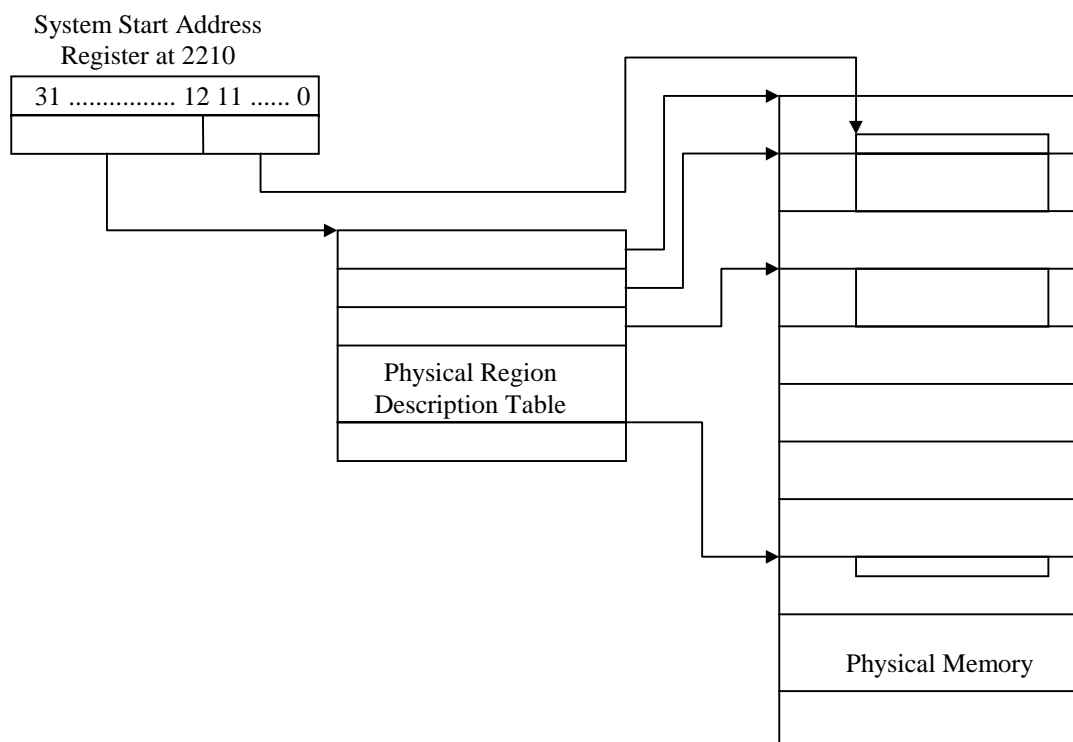 System Start Address
Register at 2210
31 ............... 12 11 ...... 0
Physical Region
Description Table
Physical Memory